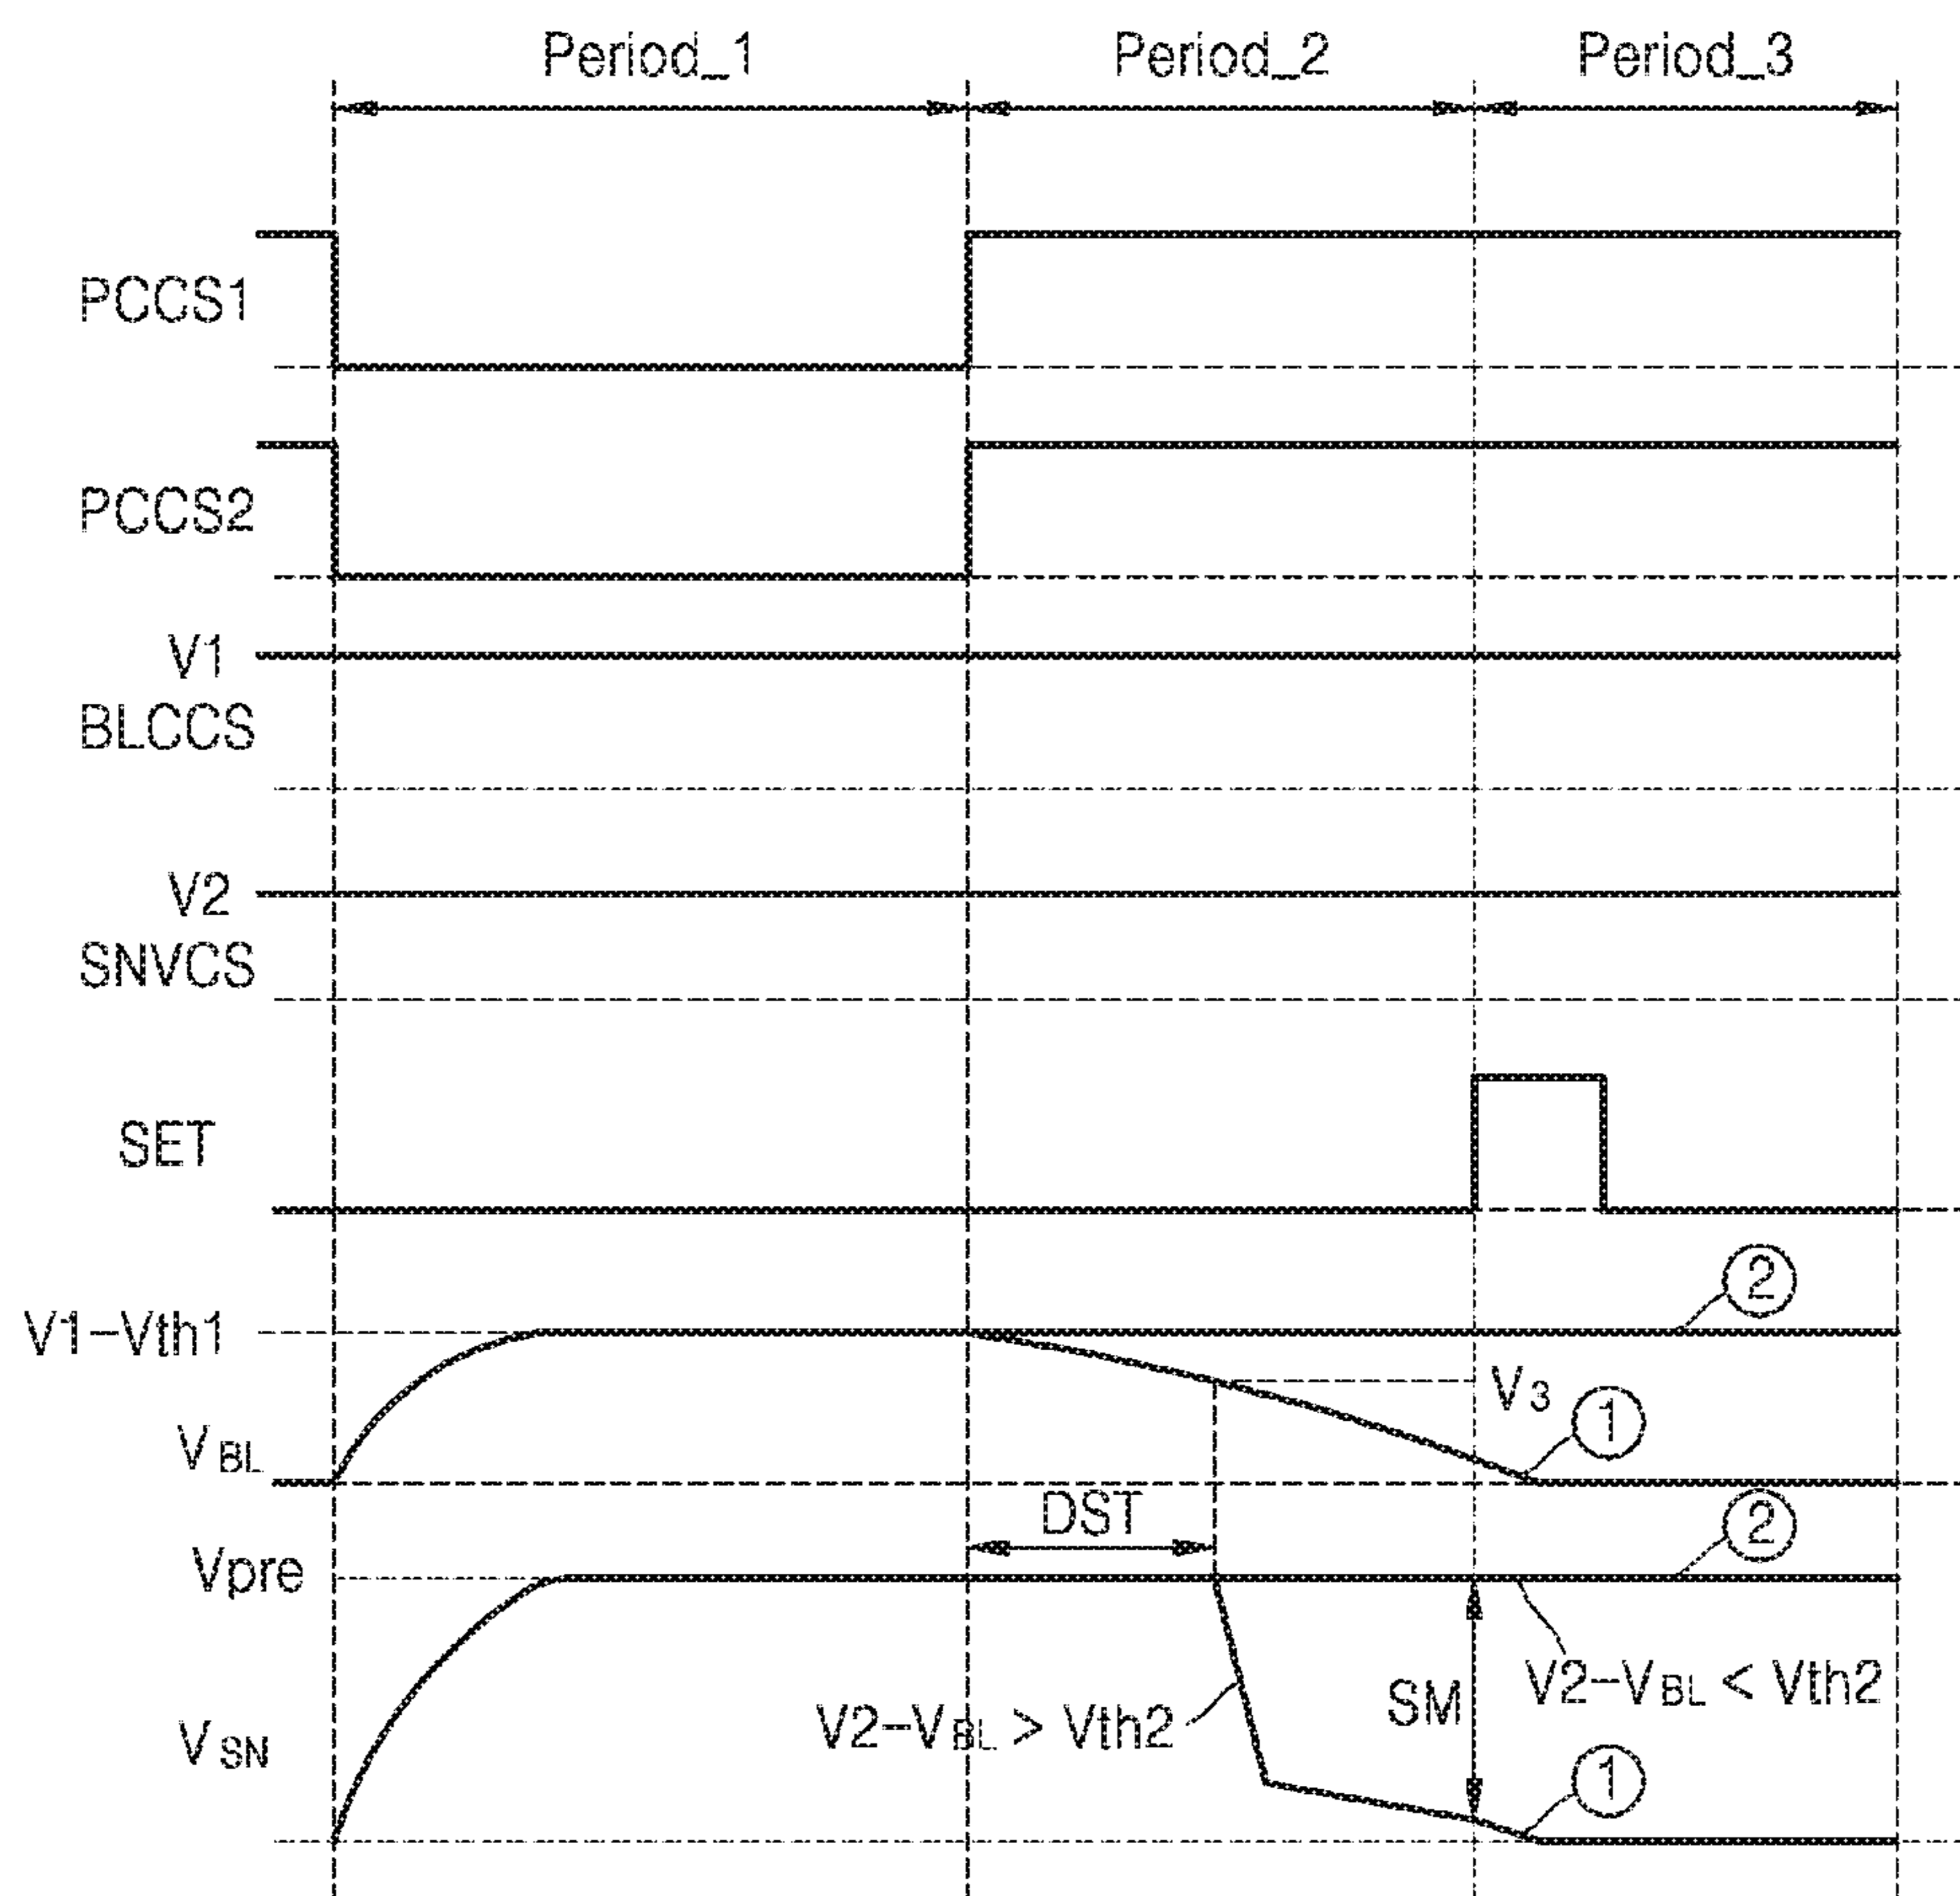 Period_1 Period_2 Period_3
PCCS1
PCCS2
V1
BLCCS
V2
SNVCS
SET
②
V1-Vth1
V3
①
VBL
DST
②
Vpre
V2-VBL < Vth2
SM
V2-VBL > Vth2
VSN
①